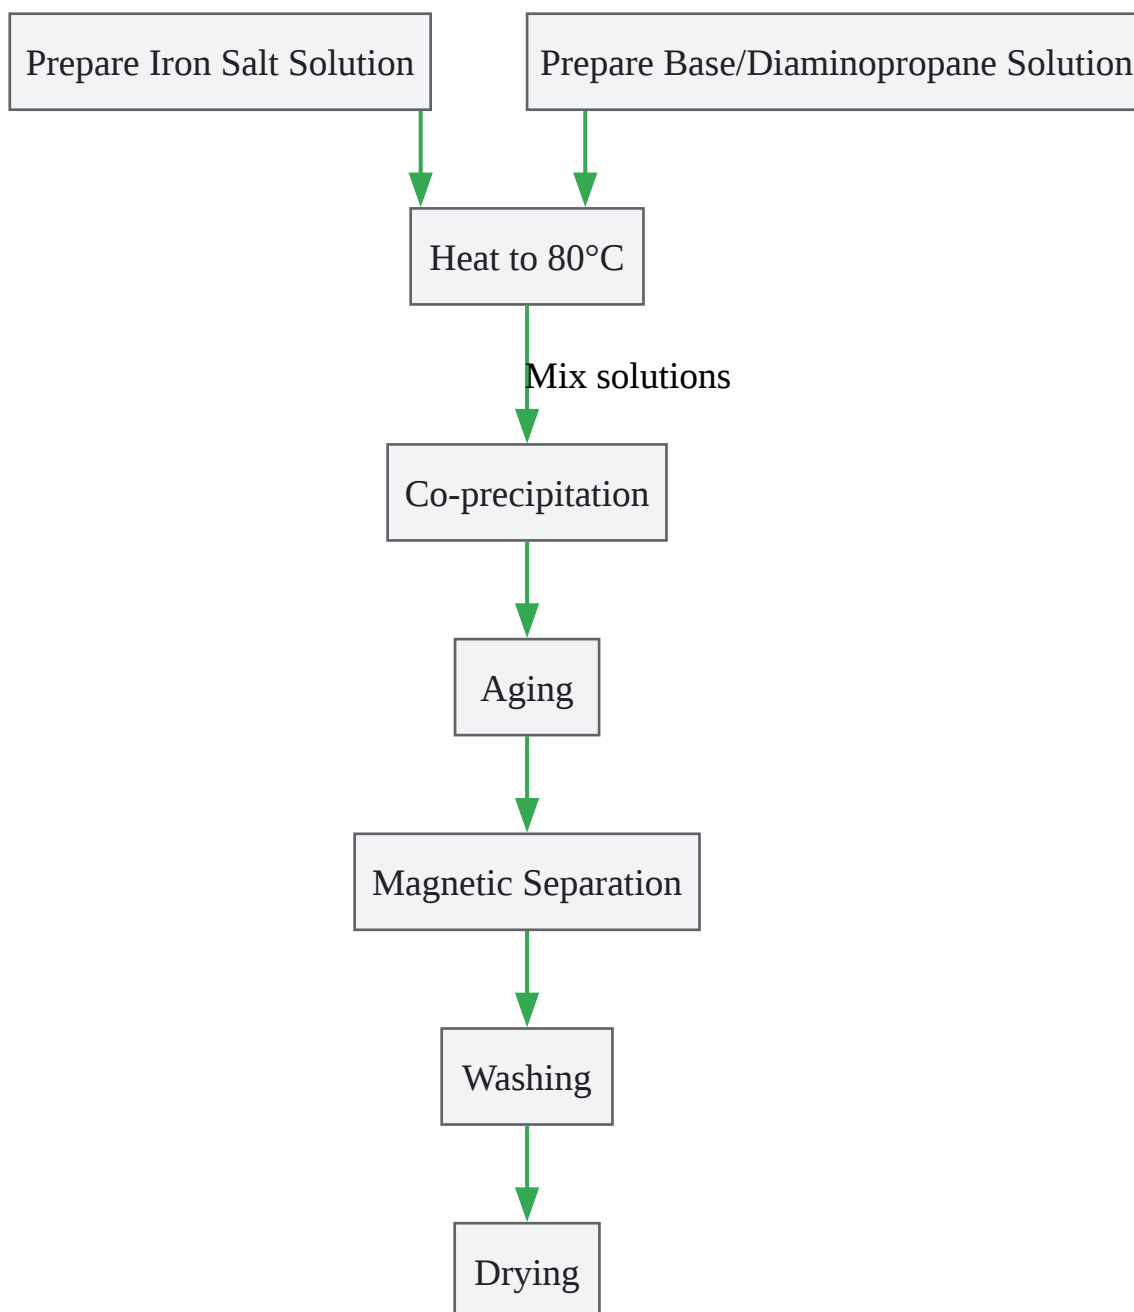 Prepare Iron Salt Solution
Prepare Base/Diaminopropane Solution
Heat to 80°C
Mix solutions
Co-precipitation
Aging
Magnetic Separation
Washing
Drying